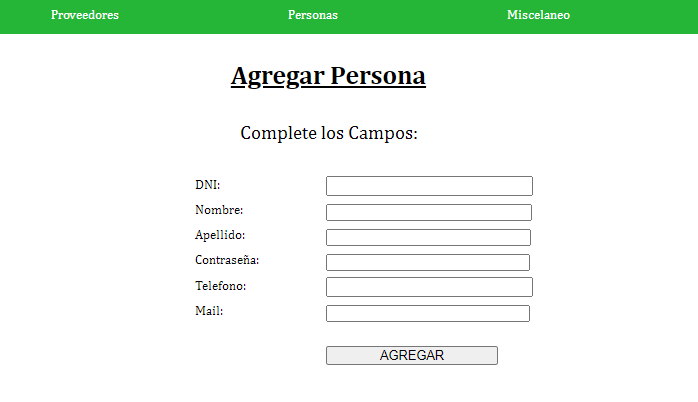 Proveedores Personas Miscelaneo
Agregar Persona
Complete los Campos:
DNI:
Nombre:
Apellido:
Contraseña:
Telefono:
Mail:
AGREGAR